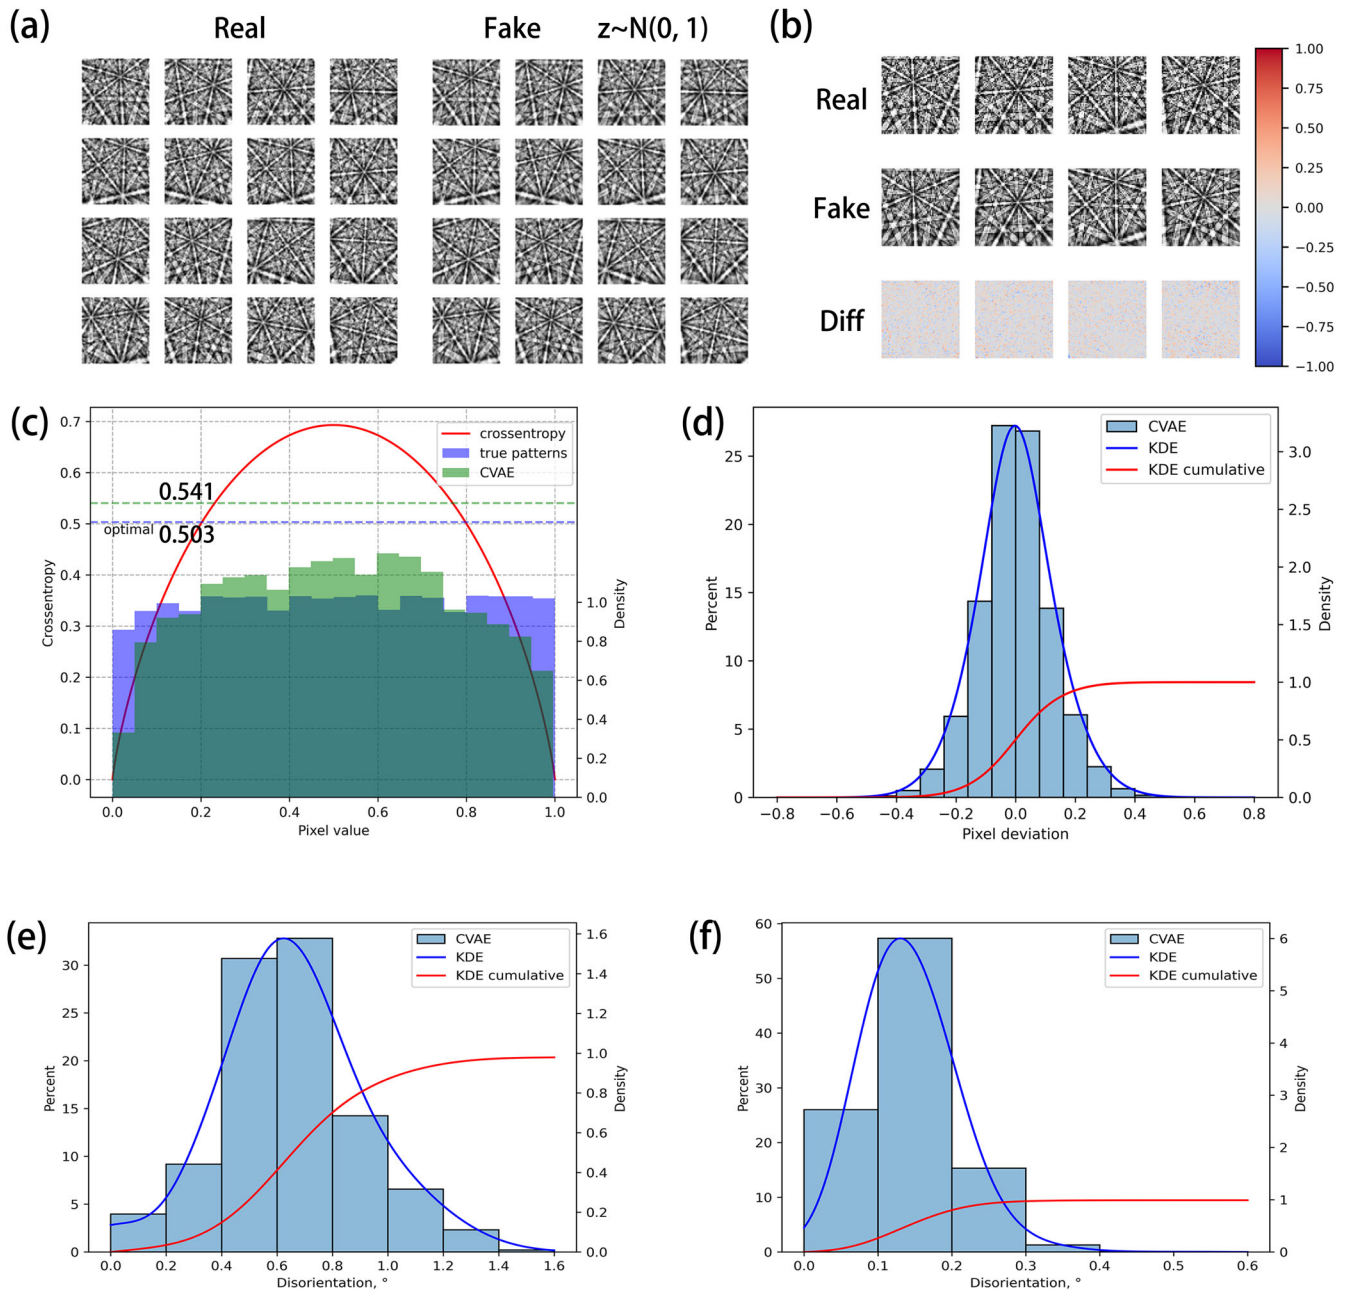 (a)
Real
Fake
z~N(0, 1)
(b)
Real
Fake
Diff
1.00
0.75
0.50
0.25
0.00
−0.25
−0.50
−0.75
−1.00
(c)
0.7
0.6
0.5
0.4
0.3
0.2
0.1
0.0
Crossentropy
crossentropy
true patterns
CVAE
0.541
optimal
0.503
1.0
0.8
0.6
0.4
0.2
0.0
Density
0.0 0.2 0.4 0.6 0.8 1.0
Pixel value
(d)
25
20
15
10
5
0
Percent
CVAE
KDE
KDE cumulative
3.0
2.5
2.0
1.5
1.0
0.5
0.0
Density
−0.8 −0.6 −0.4 −0.2 0.0 0.2 0.4 0.6 0.8
Pixel deviation
(e)
30
25
20
15
10
5
0
Percent
CVAE
KDE
KDE cumulative
1.6
1.4
1.2
1.0
0.8
0.6
0.4
0.2
0.0
Density
0.0 0.2 0.4 0.6 0.8 1.0 1.2 1.4 1.6
Disorientation, °
(f)
60
50
40
30
20
10
0
Percent
CVAE
KDE
KDE cumulative
6
5
4
3
2
1
0
Density
0.0 0.1 0.2 0.3 0.4 0.5 0.6
Disorientation, °